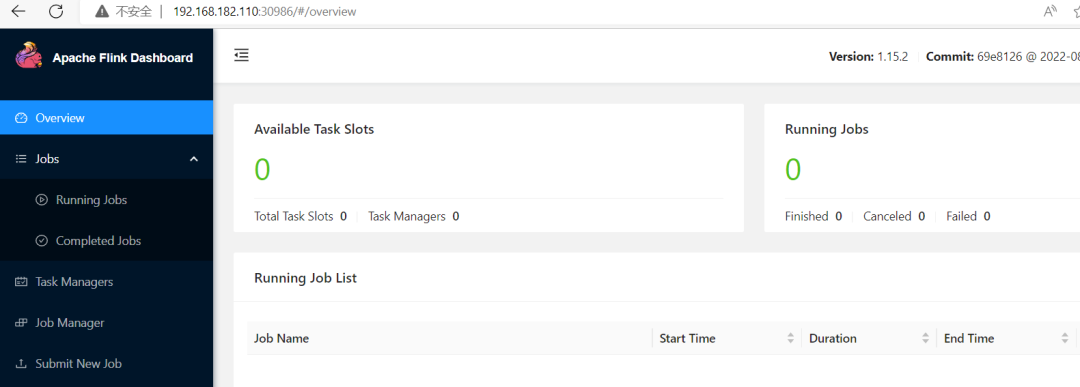 不安全 | 192.168.182.110:30986/#/overview
Apache Flink Dashboard
Version: 1.15.2 Commit: 69e8126 @ 2022-08
Overview
Jobs
Running Jobs
Completed Jobs
Task Managers
Job Manager
Submit New Job
Available Task Slots
0
Total Task Slots 0 Task Managers 0
Running Jobs
0
Finished 0 Canceled 0 Failed 0
Running Job List
Job Name Start Time Duration End Time